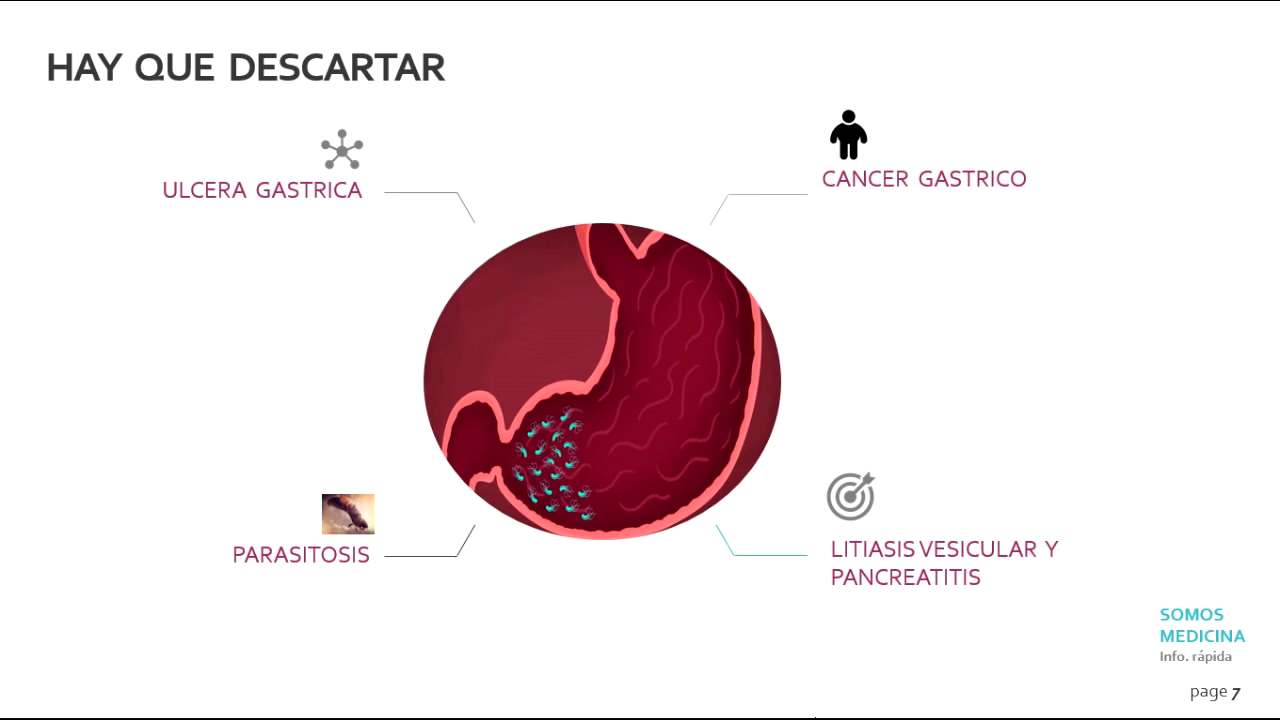 HAY QUE DESCARTAR
ULCERA GASTRICA
CANCER GASTRICO
PARASITOSIS
LITIASIS VESICULAR Y
PANCREATITIS
SOMOS
MEDICINA
Info. rápida
page 7